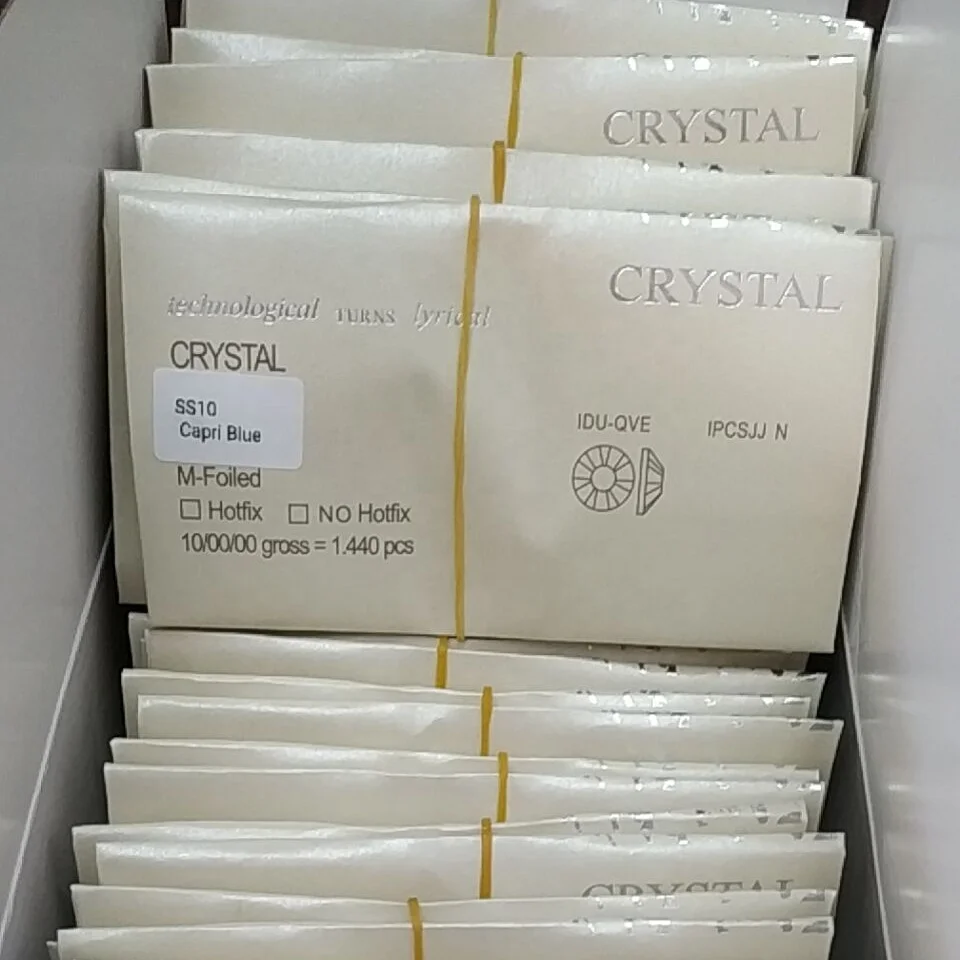 CRYSTAL
CRYSTAL
technological TURNS lyrical
CRYSTAL
SS10
Capri Blue
IDU-QVE IPCSJJ N
M-Foiled
Hotfix NO Hotfix
10/00/00 gross = 1.440 pcs
CRYSTAL